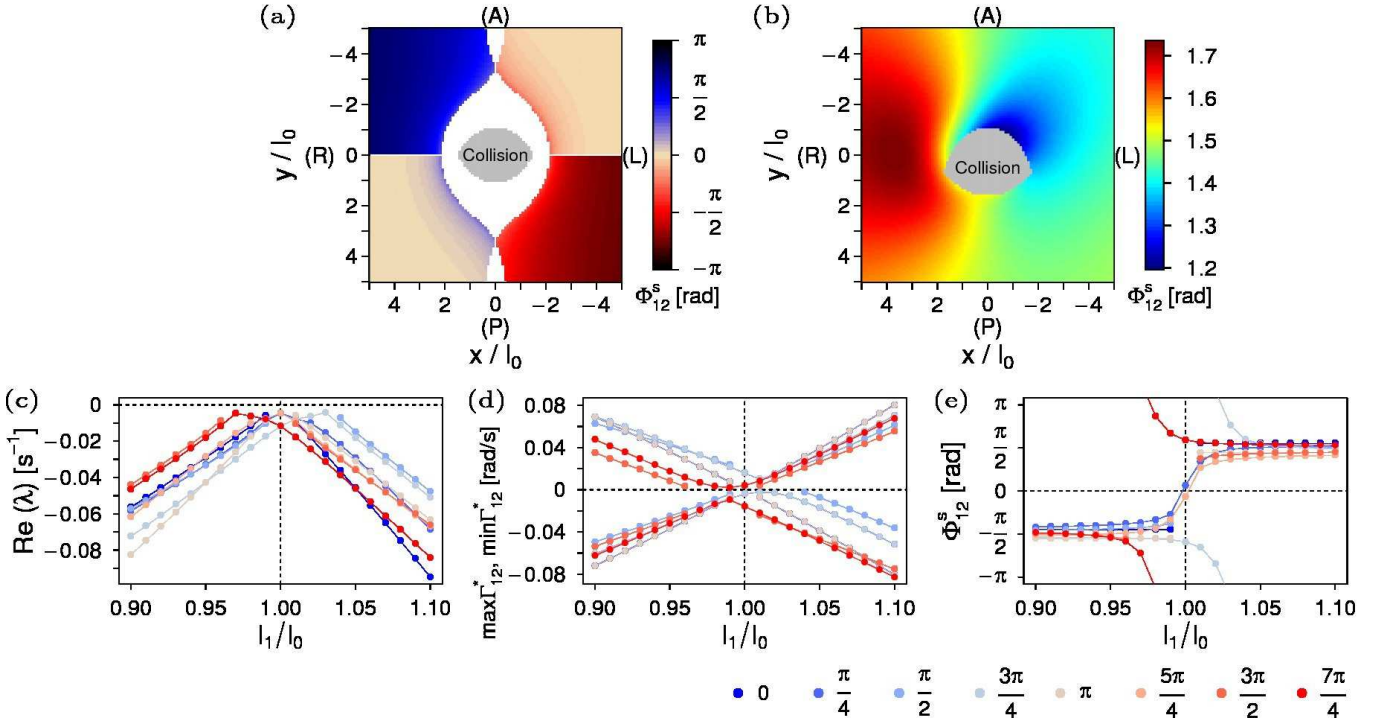 (a) (A)
-4
-2
0
2
4
y / l0
(R)
(L)
Collision
4 2 0 -2 -4
(P)
x / l0
π
π/2
0
-π/2
-π
Φ^s_12 [rad]
(b) (A)
-4
-2
0
2
4
y / l0
(R)
(L)
Collision
4 2 0 -2 -4
(P)
x / l0
1.7
1.6
1.5
1.4
1.3
1.2
Φ^s_12 [rad]
(c)
Re (λ) [s^-1]
0
-0.02
-0.04
-0.06
-0.08
0.90 0.95 1.00 1.05 1.10
l1/l0
(d)
maxΓ*12, minΓ*12 [rad/s]
0.08
0.04
0
-0.04
-0.08
0.90 0.95 1.00 1.05 1.10
l1/l0
(e)
Φ^s_12 [rad]
π
π/2
0
-π/2
-π
0.90 0.95 1.00 1.05 1.10
l1/l0
0 π/4 π/2 3π/4 π 5π/4 3π/2 7π/4